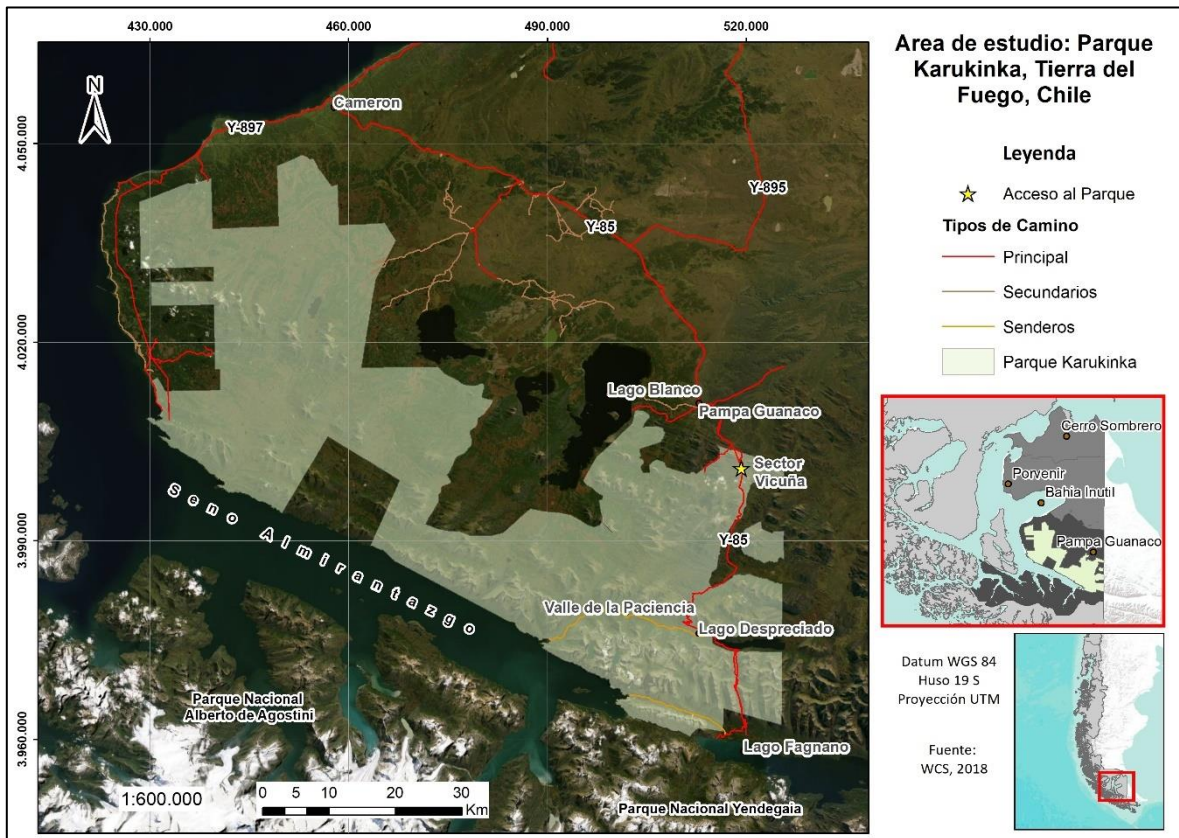 430.000
460.000
490.000
520.000
4.050.000
4.020.000
3.990.000
3.960.000
N
Cameron
Y-897
Y-895
Y-85
Lago Blanco
Pampa Guanaco
Sector
Vicuña
Y-85
Seno Almirantazgo
Valle de la Paciencia
Lago Despreciado
Parque Nacional
Alberto de Agostini
Lago Fagnano
Parque Nacional Yendegaia
1:600.000
0 5 10 20 30
Km
Area de estudio: Parque
Karukinka, Tierra del
Fuego, Chile
Leyenda
Acceso al Parque
Tipos de Camino
Principal
Secundarios
Senderos
Parque Karukinka
Cerro Sombrero
Porvenir
Bahia Inutil
Pampa Guanaco
Datum WGS 84
Huso 19 S
Proyección UTM
Fuente:
WCS, 2018